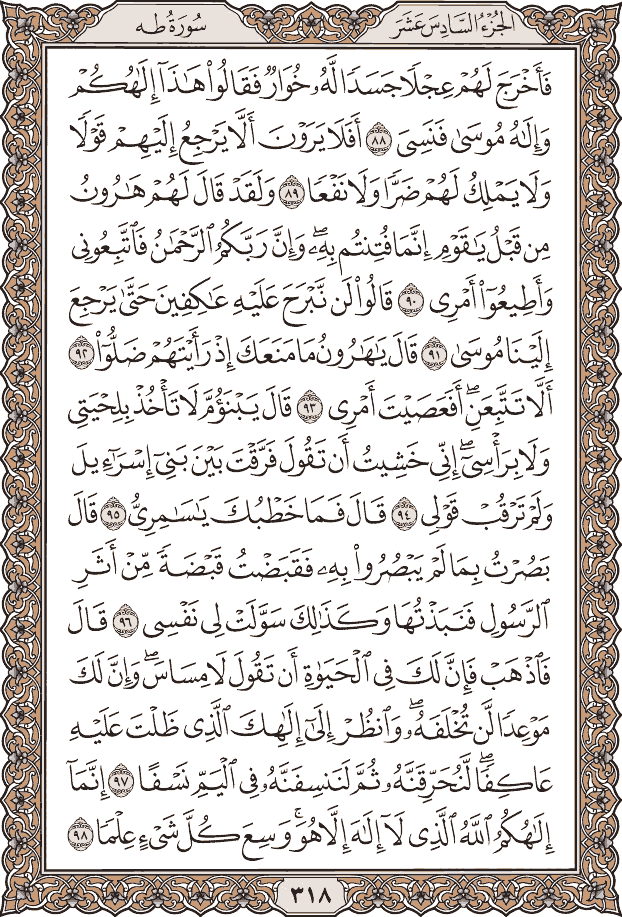 الجُزْءُ السَّادِسَ عَشَرَ
سُورَةُ طه
فَأَخْرَجَ لَهُمْ عِجْلًا جَسَدًا لَّهُۥ خُوَارٌ فَقَالُوا۟ هَٰذَآ إِلَٰهُكُمْ
وَإِلَٰهُ مُوسَىٰ فَنَسِىَ ٨٨ أَفَلَا يَرَوْنَ أَلَّا يَرْجِعُ إِلَيْهِمْ قَوْلًا
وَلَا يَمْلِكُ لَهُمْ ضَرًّا وَلَا نَفْعًا ٨٩ وَلَقَدْ قَالَ لَهُمْ هَٰرُونُ
مِن قَبْلُ يَٰقَوْمِ إِنَّمَا فُتِنتُم بِهِۦۖ وَإِنَّ رَبَّكُمُ ٱلرَّحْمَٰنُ فَٱتَّبِعُونِى
وَأَطِيعُوٓا۟ أَمْرِى ٩٠ قَالُوا۟ لَن نَّبْرَحَ عَلَيْهِ عَٰكِفِينَ حَتَّىٰ يَرْجِعَ
إِلَيْنَا مُوسَىٰ ٩١ قَالَ يَٰهَٰرُونُ مَا مَنَعَكَ إِذْ رَأَيْتَهُمْ ضَلُّوٓا۟ ٩٢
أَلَّا تَتَّبِعَنِۖ أَفَعَصَيْتَ أَمْرِى ٩٣ قَالَ يَبْنَؤُمَّ لَا تَأْخُذْ بِلِحْيَتِى
وَلَا بِرَأْسِىٓۖ إِنِّى خَشِيتُ أَن تَقُولَ فَرَّقْتَ بَيْنَ بَنِىٓ إِسْرَٰٓءِيلَ
وَلَمْ تَرْقُبْ قَوْلِى ٩٤ قَالَ فَمَا خَطْبُكَ يَٰسَٰمِرِىُّ ٩٥ قَالَ
بَصُرْتُ بِمَا لَمْ يَبْصُرُوا۟ بِهِۦ فَقَبَضْتُ قَبْضَةً مِّنْ أَثَرِ
ٱلرَّسُولِ فَنَبَذْتُهَا وَكَذَٰلِكَ سَوَّلَتْ لِى نَفْسِى ٩٦ قَالَ
فَٱذْهَبْ فَإِنَّ لَكَ فِى ٱلْحَيَوٰةِ أَن تَقُولَ لَا مِسَاسَۖ وَإِنَّ لَكَ
مَوْعِدًا لَّن تُخْلَفَهُۥۖ وَٱنظُرْ إِلَىٰٓ إِلَٰهِكَ ٱلَّذِى ظَلْتَ عَلَيْهِ
عَاكِفًاۖ لَّنُحَرِّقَنَّهُۥ ثُمَّ لَنَنسِفَنَّهُۥ فِى ٱلْيَمِّ نَسْفًا ٩٧ إِنَّمَآ
إِلَٰهُكُمُ ٱللَّهُ ٱلَّذِى لَآ إِلَٰهَ إِلَّا هُوَۚ وَسِعَ كُلَّ شَىْءٍ عِلْمًا ٩٨
٣١٨